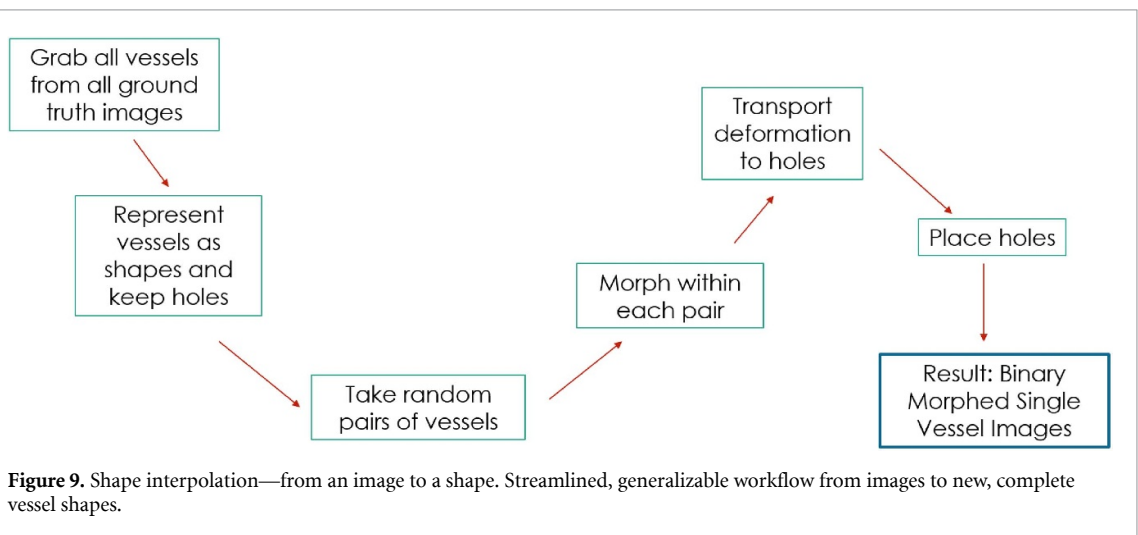 Grab all vessels
from all ground
truth images
Represent
vessels as
shapes and
keep holes
Take random
pairs of vessels
Morph within
each pair
Transport
deformation
to holes
Place holes
Result: Binary
Morphed Single
Vessel Images
Figure 9. Shape interpolation—from an image to a shape. Streamlined, generalizable workflow from images to new, complete
vessel shapes.